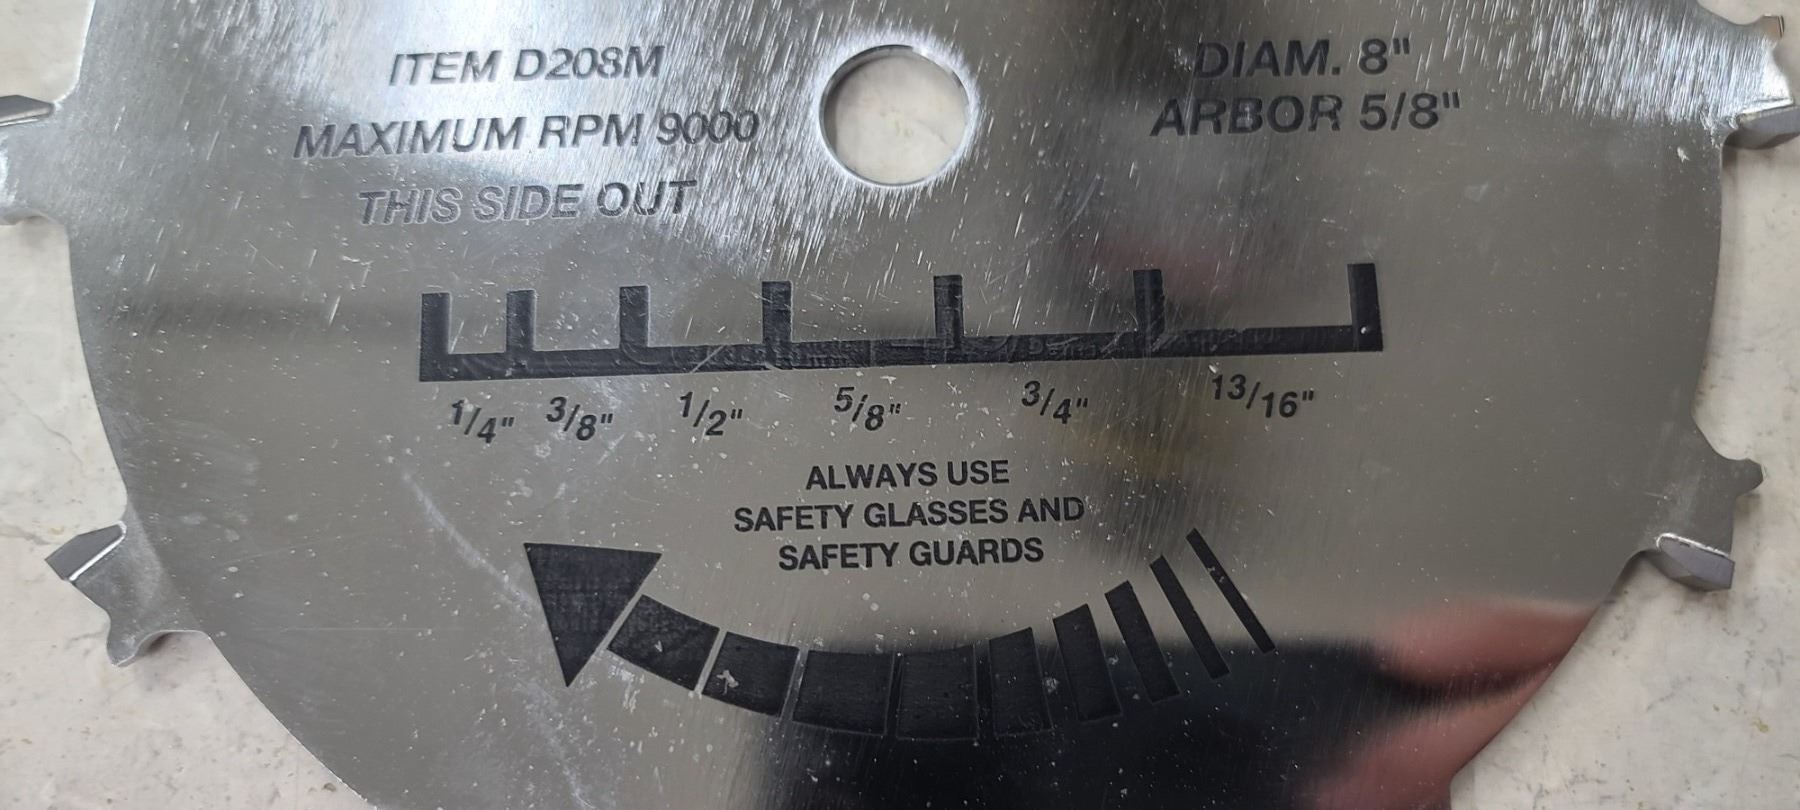 ITEM D208M
MAXIMUM RPM 9000
THIS SIDE OUT
DIAM. 8"
ARBOR 5/8"
1/4" 3/8" 1/2" 5/8" 3/4" 13/16"
ALWAYS USE
SAFETY GLASSES AND
SAFETY GUARDS